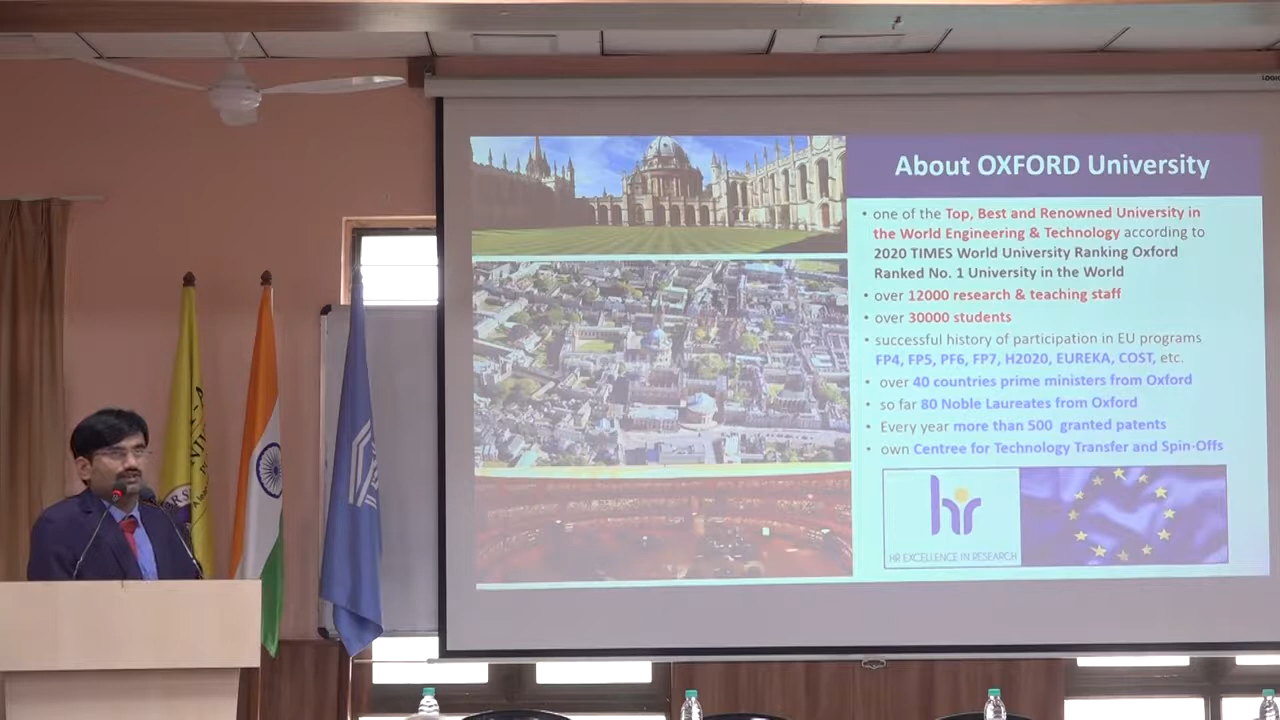 LOGIC
About OXFORD University
• one of the Top, Best and Renowned University in
the World Engineering & Technology according to
2020 TIMES World University Ranking Oxford
Ranked No. 1 University in the World
• over 12000 research & teaching staff
• over 30000 students
• successful history of participation in EU programs
FP4, FP5, PF6, FP7, H2020, EUREKA, COST, etc.
• over 40 countries prime ministers from Oxford
• so far 80 Noble Laureates from Oxford
• Every year more than 500 granted patents
• own Centree for Technology Transfer and Spin-Offs
hr
HR EXCELLENCE IN RESEARCH